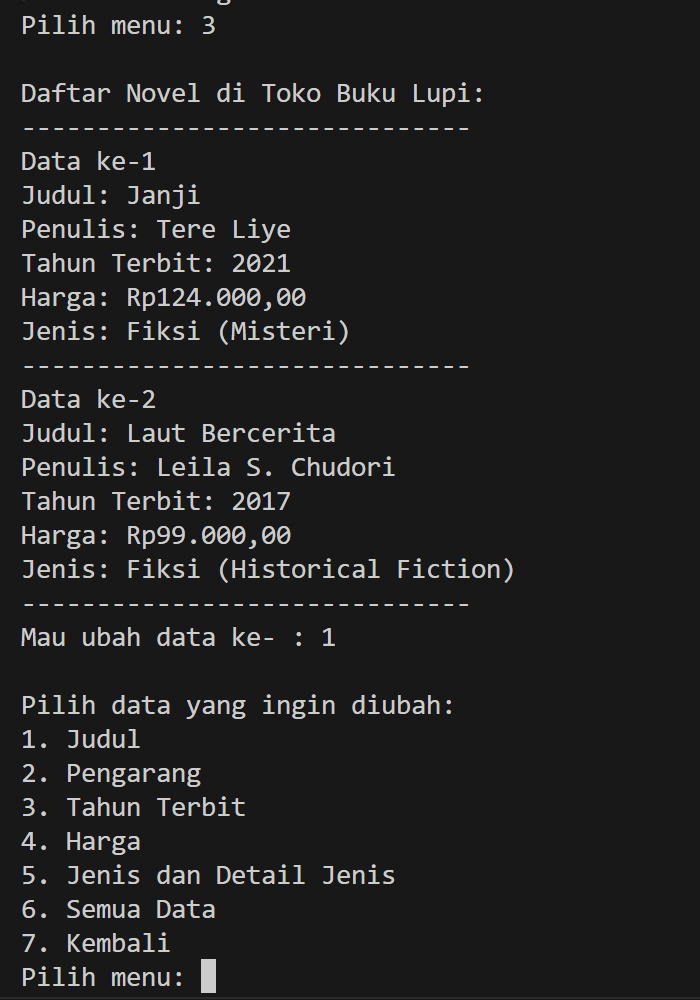 Pilih menu: 3
Daftar Novel di Toko Buku Lupi:
------------------------------
Data ke-1
Judul: Janji
Penulis: Tere Liye
Tahun Terbit: 2021
Harga: Rp124.000,00
Jenis: Fiksi (Misteri)
------------------------------
Data ke-2
Judul: Laut Bercerita
Penulis: Leila S. Chudori
Tahun Terbit: 2017
Harga: Rp99.000,00
Jenis: Fiksi (Historical Fiction)
------------------------------
Mau ubah data ke- : 1
Pilih data yang ingin diubah:
1. Judul
2. Pengarang
3. Tahun Terbit
4. Harga
5. Jenis dan Detail Jenis
6. Semua Data
7. Kembali
Pilih menu: